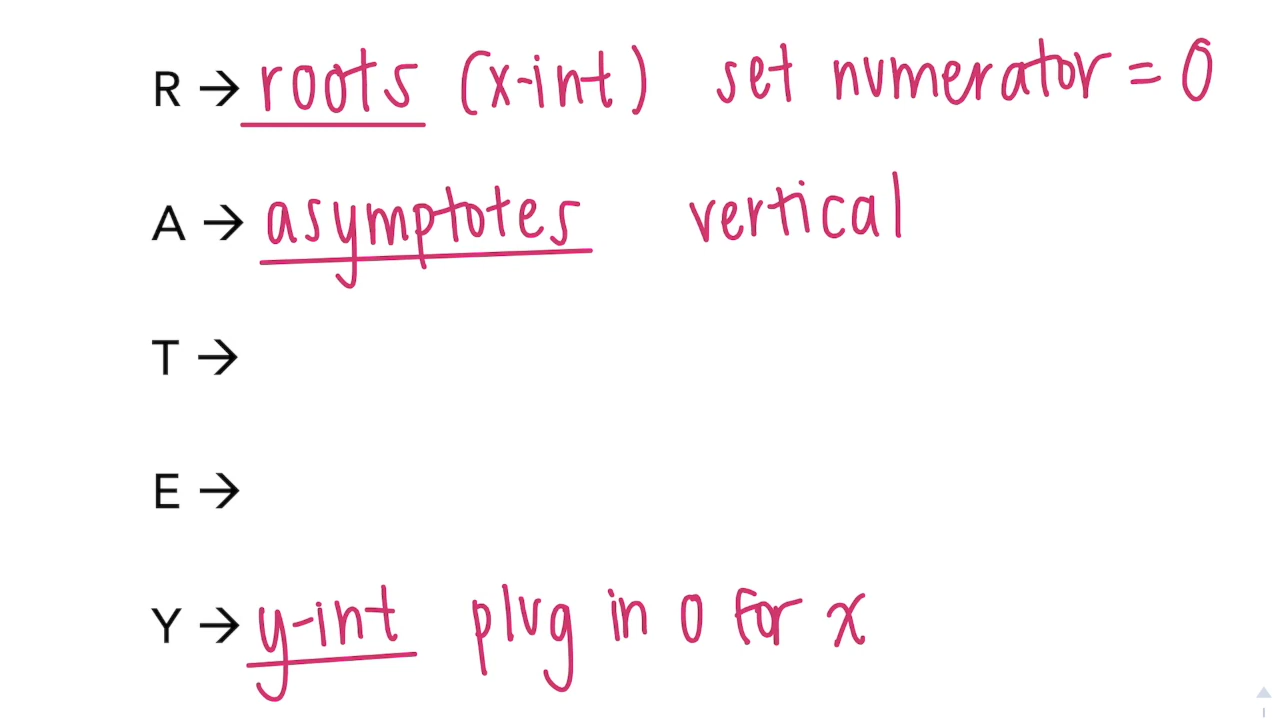 R → roots (x-int) set numerator = 0
A → asymptotes vertical
T →
E →
Y → y-int plug in 0 for x